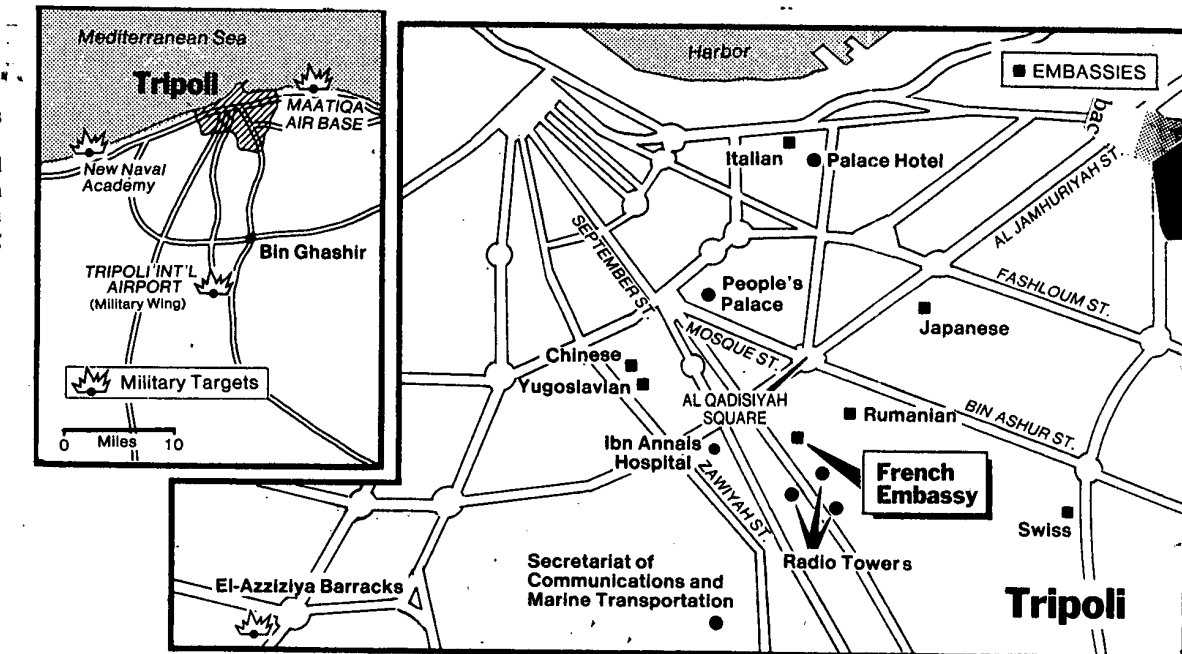 Mediterranean Sea
Tripoli
MAATIQA
AIR BASE
New Naval
Academy
Bin Ghashir
TRIPOLI INT'L
AIRPORT
(Military Wing)
Military Targets
0 Miles 10
Harbor
EMBASSIES
bac
Italian
Palace Hotel
AL JAMHURIYAH ST.
SEPTEMBER ST.
FASHLOUM ST.
People's
Palace
Japanese
MOSQUE ST.
Chinese
Yugoslavian
AL QADISIYAH
SQUARE
Rumanian
BIN ASHUR ST.
Ibn Annais
Hospital
ZAWIYAH ST.
French
Embassy
Swiss
Radio Towers
Secretariat of
Communications and
Marine Transportation
El-Azziziya Barracks
Tripoli